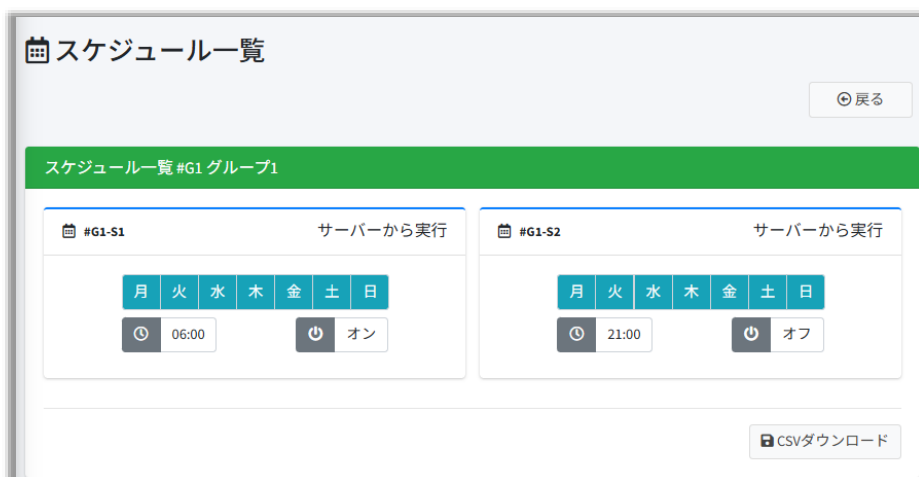 スケジュール一覧
戻る
スケジュール一覧 #G1 グループ1
#G1-S1 サーバーから実行
月 火 水 木 金 土 日
06:00 オン
#G1-S2 サーバーから実行
月 火 水 木 金 土 日
21:00 オフ
CSVダウンロード